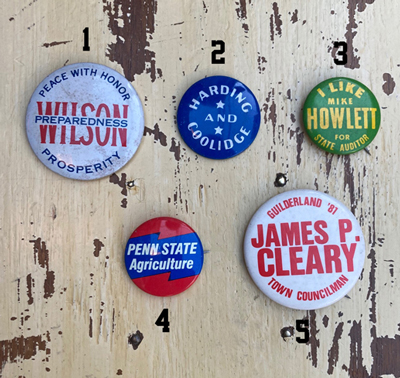 1
PEACE WITH HONOR
WILSON
PREPAREDNESS
PROSPERITY
2
HARDING
AND
COOLIDGE
3
I LIKE
MIKE
HOWLETT
FOR
STATE AUDITOR
PENN STATE
Agriculture
4
GUILDERLAND '81
JAMES P.
CLEARY
TOWN COUNCILMAN
5